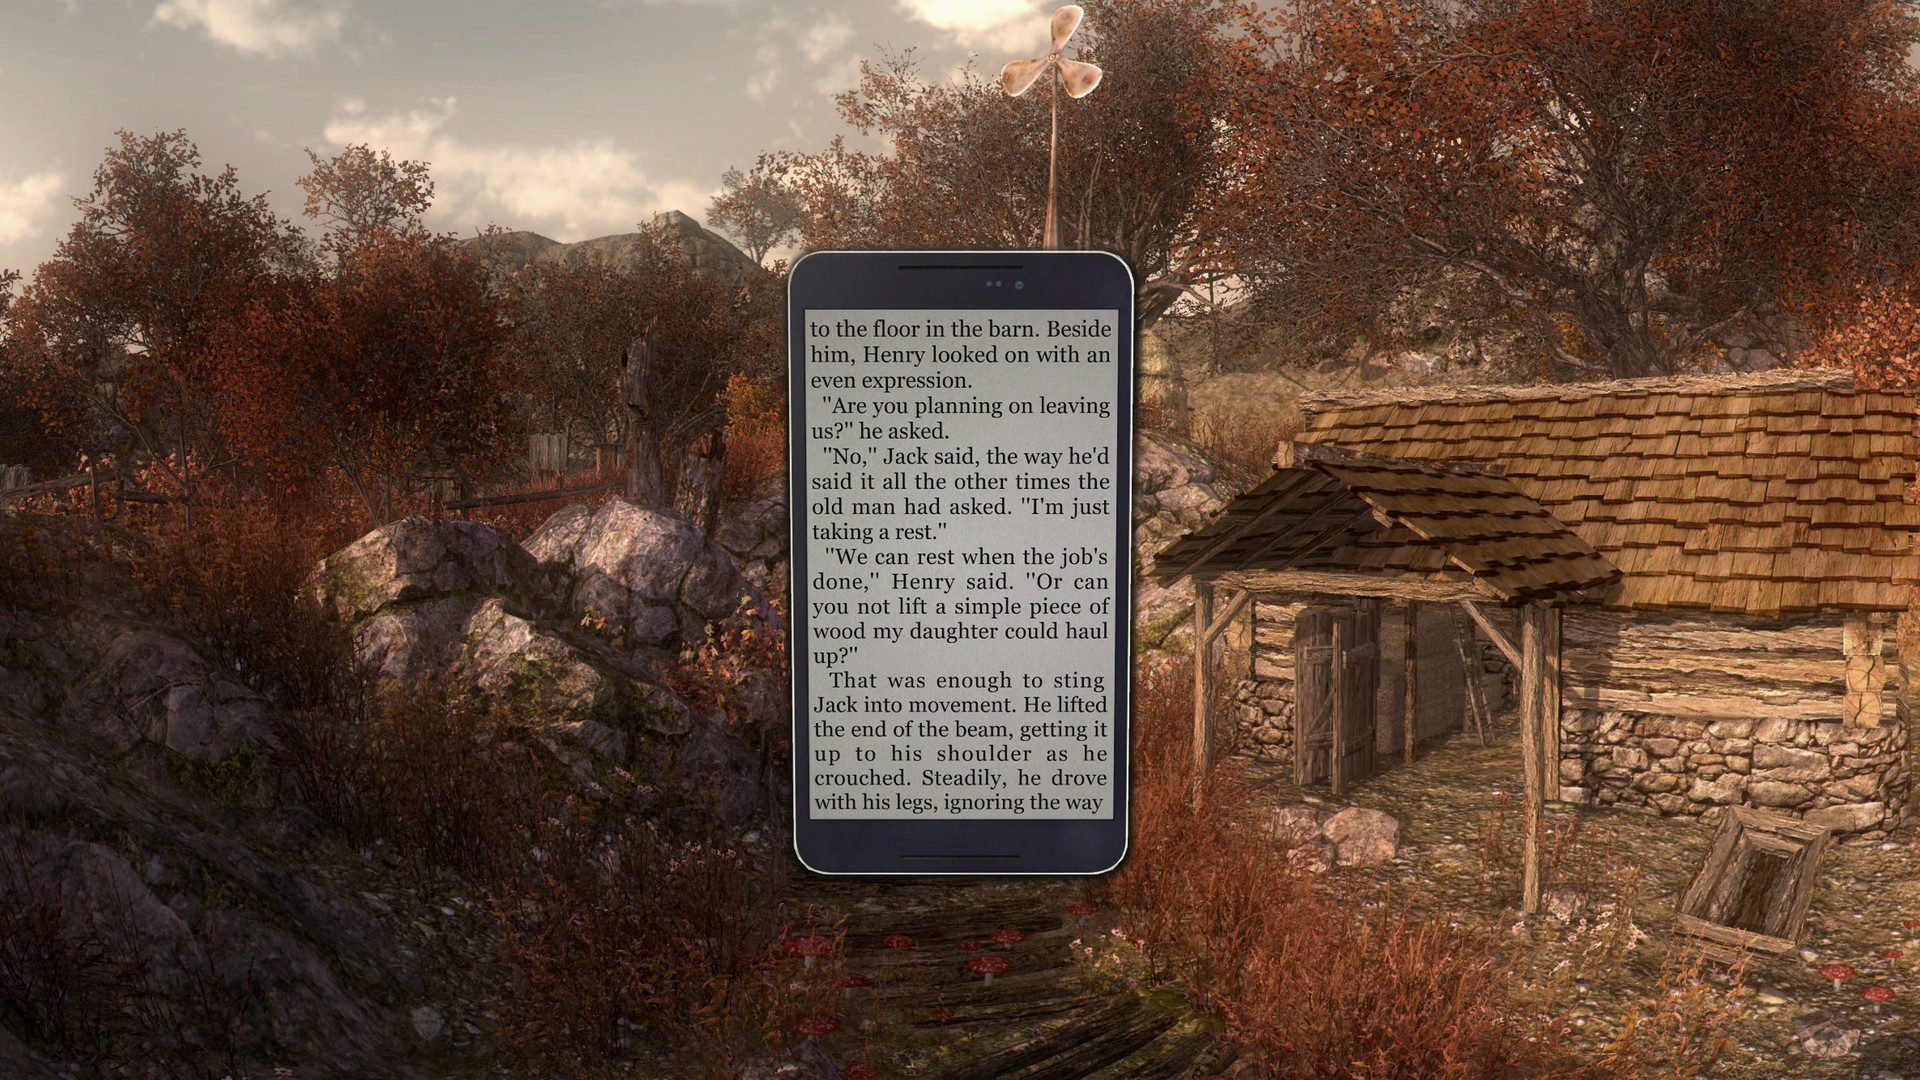 to the floor in the barn. Beside
him, Henry looked on with an
even expression.
"Are you planning on leaving
us?" he asked.
"No," Jack said, the way he'd
said it all the other times the
old man had asked. "I'm just
taking a rest."
"We can rest when the job's
done," Henry said. "Or can
you not lift a simple piece of
wood my daughter could haul
up?"
That was enough to sting
Jack into movement. He lifted
the end of the beam, getting it
up to his shoulder as he
crouched. Steadily, he drove
with his legs, ignoring the way